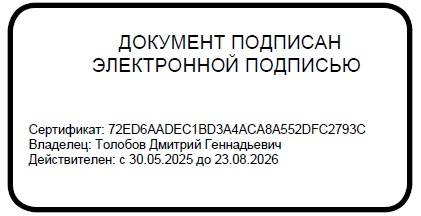 ДОКУМЕНТ ПОДПИСАН
ЭЛЕКТРОННОЙ ПОДПИСЬЮ
Сертификат: 72ED6AADEC1BD3A4ACA8A552DFC2793C
Владелец: Толобов Дмитрий Геннадьевич
Действителен: с 30.05.2025 до 23.08.2026